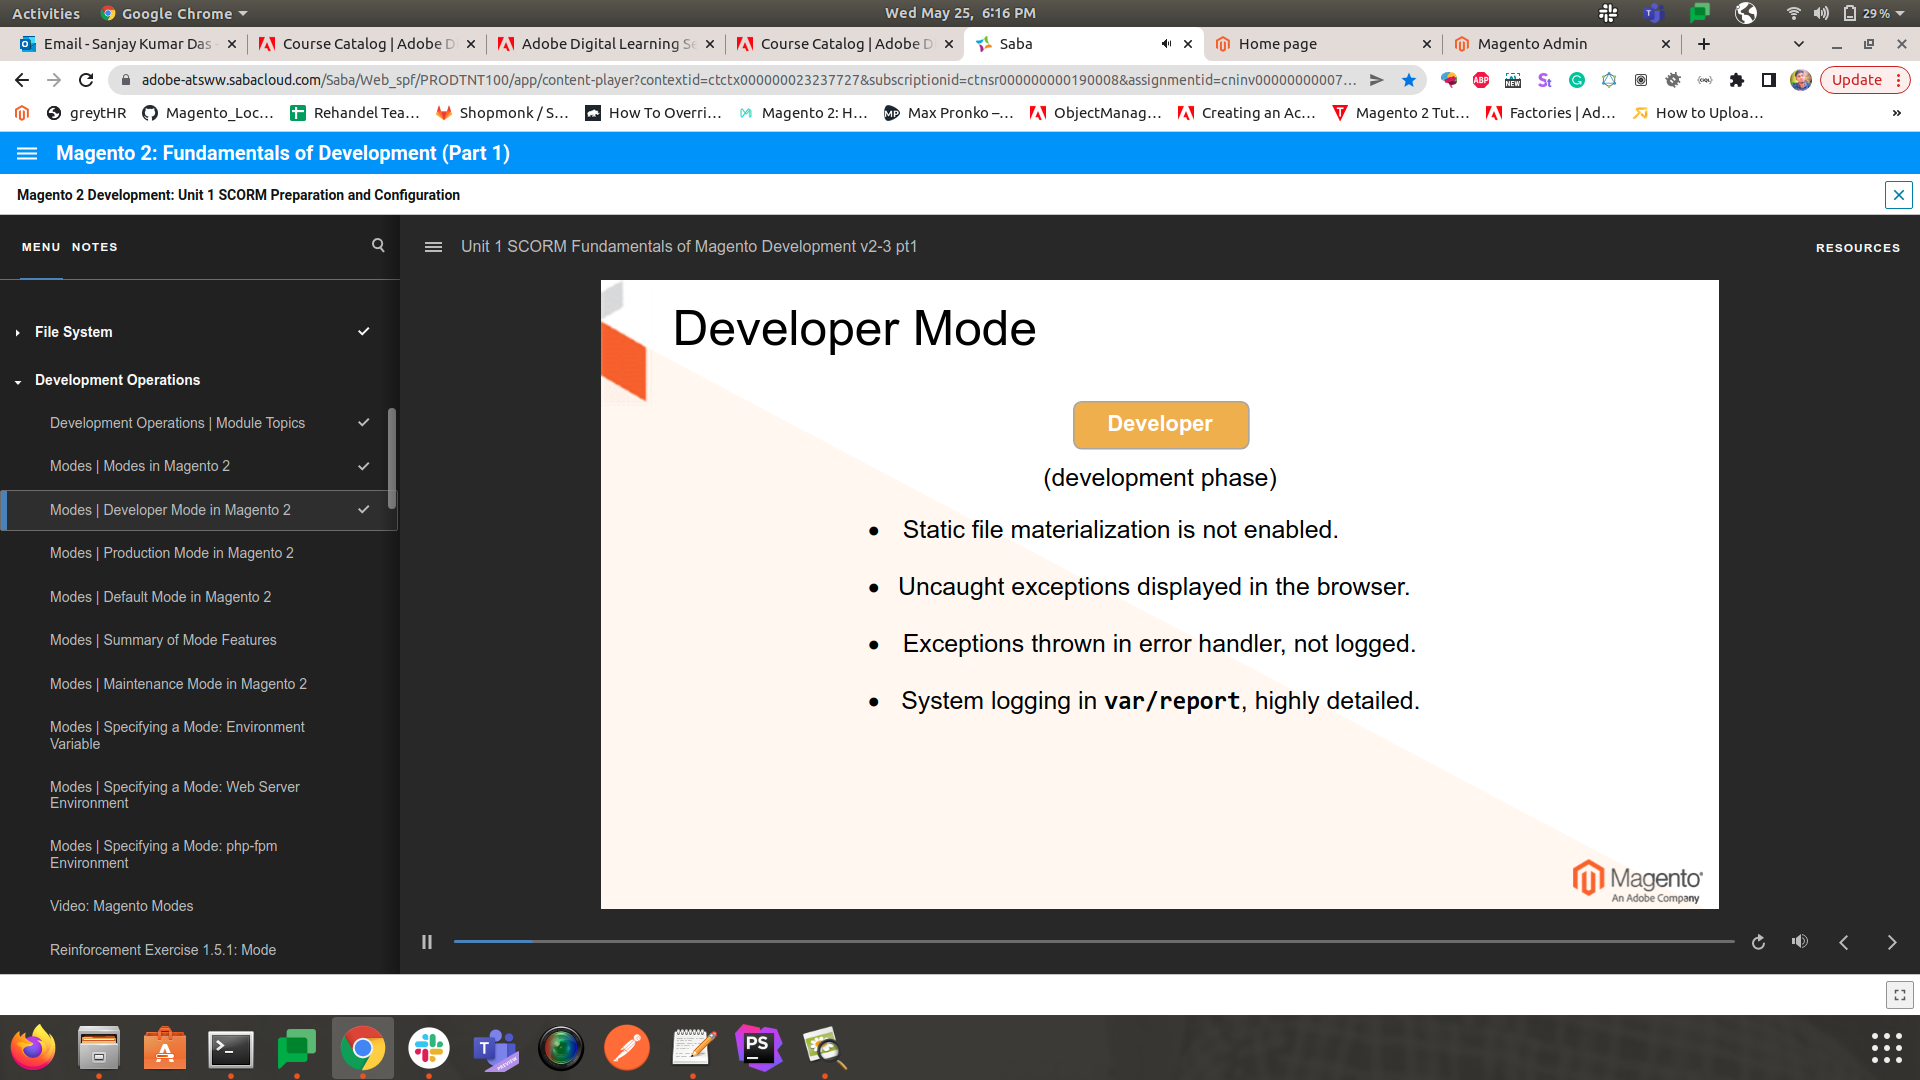 Activities
Google Chrome
Wed May 25, 6:16 PM
29 %
Email - Sanjay Kumar Das -
Course Catalog | Adobe D
Adobe Digital Learning Se
Course Catalog | Adobe D
Saba
Home page
Magento Admin
adobe-atsww.sabacloud.com/Saba/Web_spf/PRODTNT100/app/content-player?contextid=ctctx000000023237727&subscriptionid=ctnsr000000000190008&assignmentid=cninv00000000007...
ABP
NEW
Update
greytHR
Magento_Loc...
Rehandel Tea...
Shopmonk / S...
How To Overri...
Magento 2: H...
Max Pronko –...
ObjectManag...
Creating an Ac...
Magento 2 Tut...
Factories | Ad...
How to Uploa...
Magento 2: Fundamentals of Development (Part 1)
Magento 2 Development: Unit 1 SCORM Preparation and Configuration
MENU NOTES
Unit 1 SCORM Fundamentals of Magento Development v2-3 pt1
RESOURCES
File System
Development Operations
Development Operations | Module Topics
Modes | Modes in Magento 2
Modes | Developer Mode in Magento 2
Modes | Production Mode in Magento 2
Modes | Default Mode in Magento 2
Modes | Summary of Mode Features
Modes | Maintenance Mode in Magento 2
Modes | Specifying a Mode: Environment
Variable
Modes | Specifying a Mode: Web Server
Environment
Modes | Specifying a Mode: php-fpm
Environment
Video: Magento Modes
Reinforcement Exercise 1.5.1: Mode
Developer Mode
Developer
(development phase)
• Static file materialization is not enabled.
• Uncaught exceptions displayed in the browser.
• Exceptions thrown in error handler, not logged.
• System logging in var/report, highly detailed.
Magento
An Adobe Company
PS